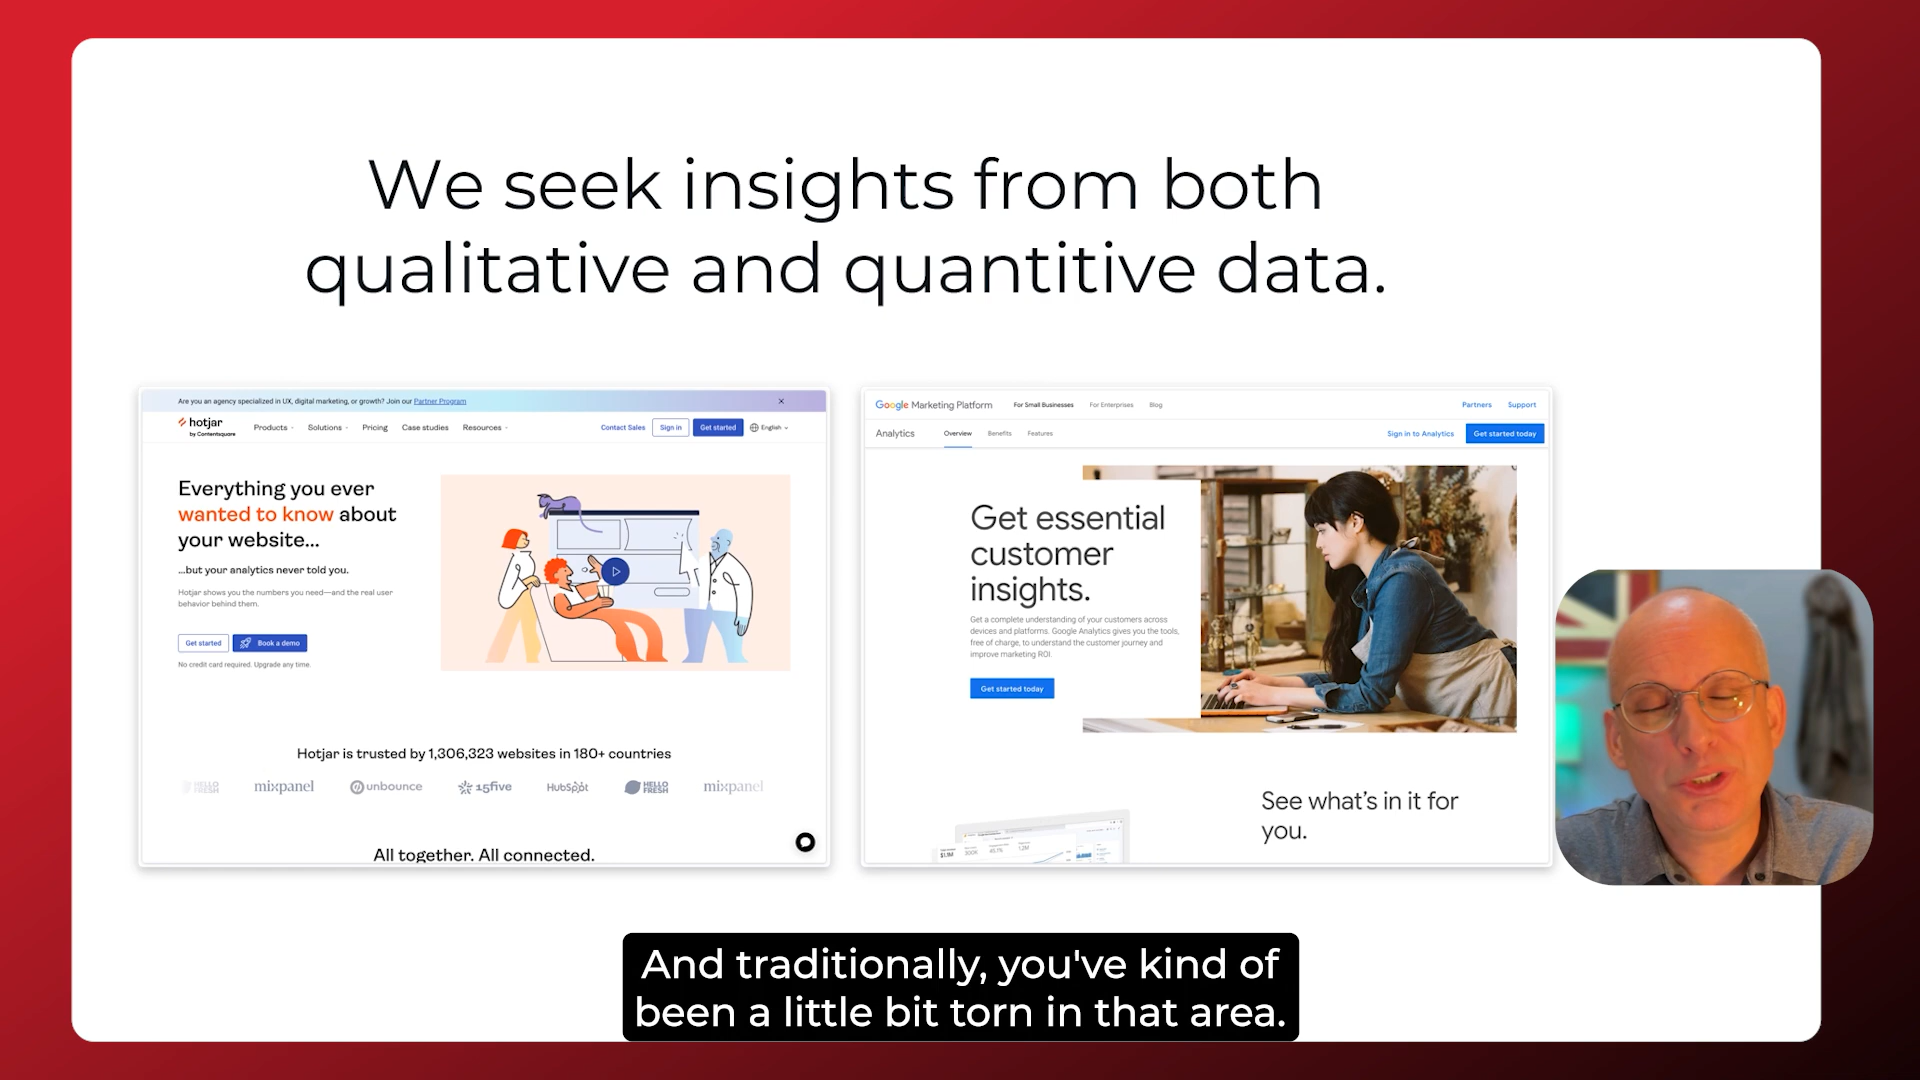 We seek insights from both
qualitative and quantitive data.
Are you an agency specialized in UX, digital marketing, or growth? Join our Partner Program
hotjar
by Contentsquare
Products
Solutions
Pricing
Case studies
Resources
Contact Sales
Sign in
Get started
English
Everything you ever
wanted to know about
your website...
...but your analytics never told you.
Hotjar shows you the numbers you need—and the real user
behavior behind them.
Get started
Book a demo
No credit card required. Upgrade any time.
Hotjar is trusted by 1,306,323 websites in 180+ countries
HELLO
FRESH
mixpanel
unbounce
15five
HubSpot
HELLO
FRESH
mixpanel
All together. All connected.
Google Marketing Platform
For Small Businesses
For Enterprises
Blog
Partners
Support
Analytics
Overview
Benefits
Features
Sign in to Analytics
Get started today
Get essential
customer
insights.
Get a complete understanding of your customers across
devices and platforms. Google Analytics gives you the tools,
free of charge, to understand the customer journey and
improve marketing ROI.
Get started today
See what's in it for
you.
And traditionally, you've kind of
been a little bit torn in that area.